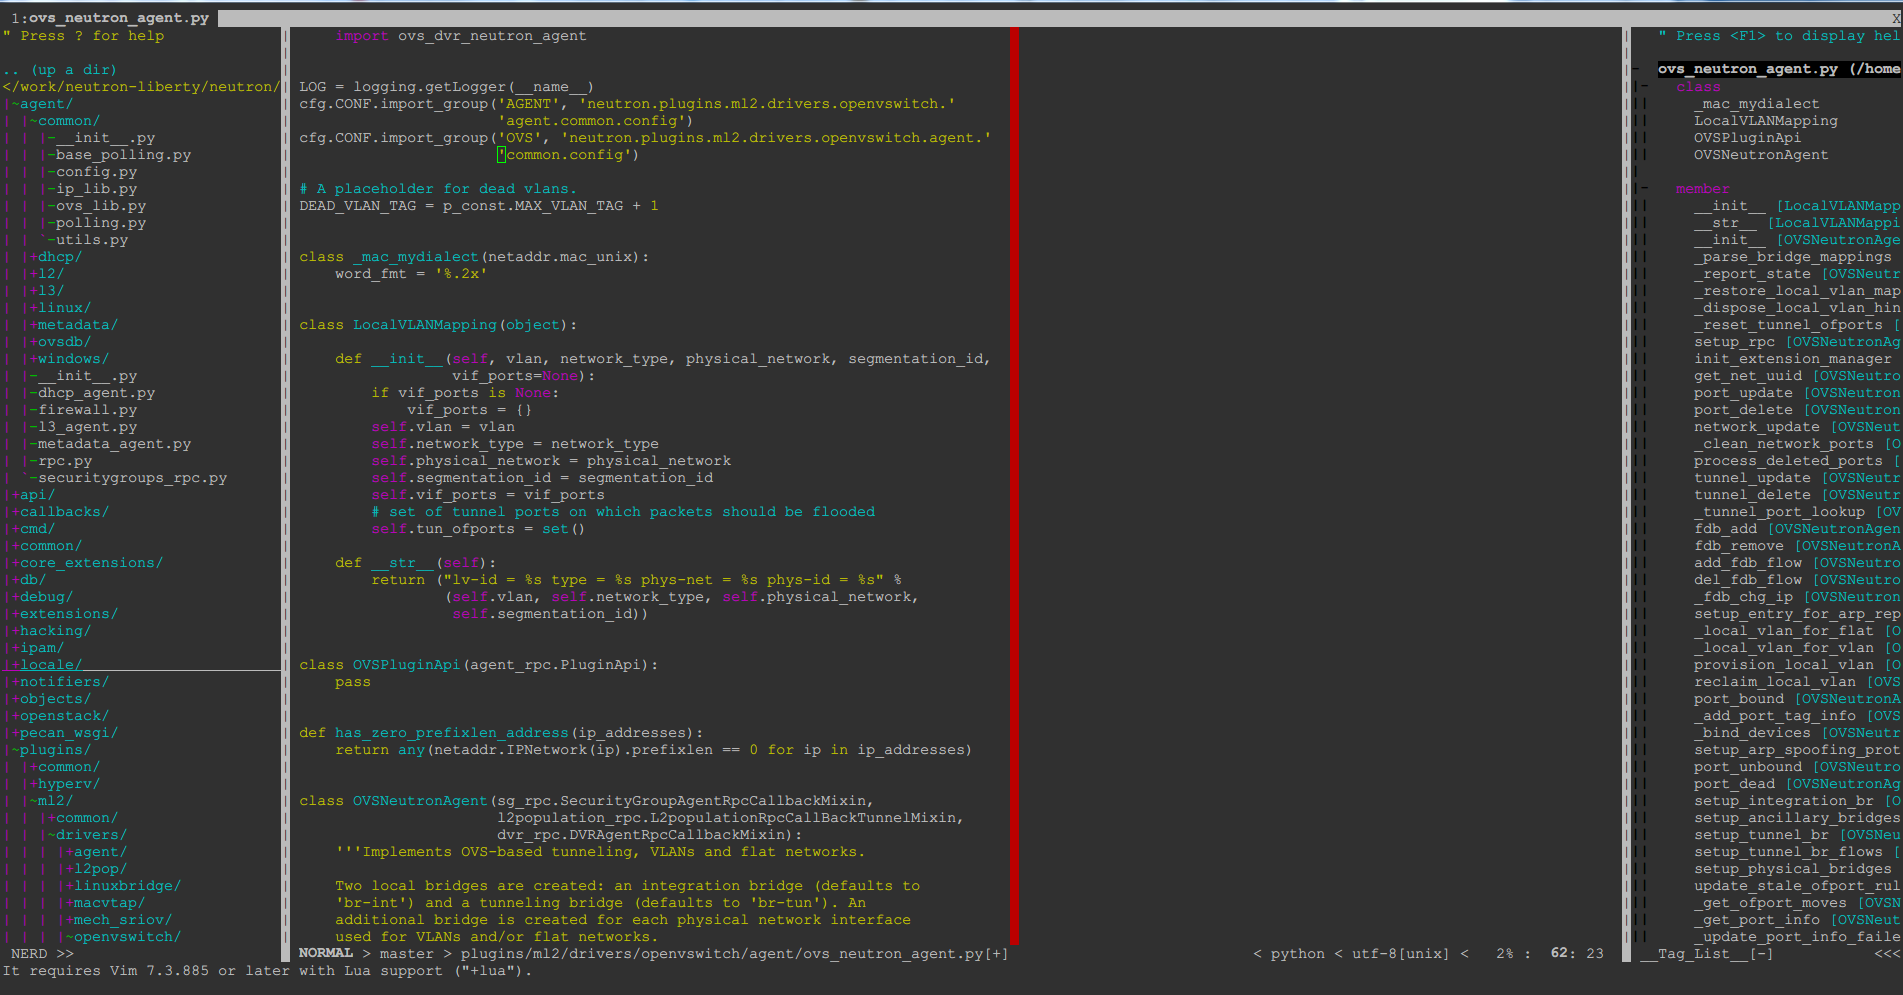 1:ovs_neutron_agent.py X
" Press ? for help
.. (up a dir)
</work/neutron-liberty/neutron/
|~agent/
| |~common/
| | |-__init__.py
| | |-base_polling.py
| | |-config.py
| | |-ip_lib.py
| | |-ovs_lib.py
| | |-polling.py
| | `-utils.py
| |+dhcp/
| |+l2/
| |+l3/
| |+linux/
| |+metadata/
| |+ovsdb/
| |+windows/
| |-__init__.py
| |-dhcp_agent.py
| |-firewall.py
| |-l3_agent.py
| |-metadata_agent.py
| |-rpc.py
| `-securitygroups_rpc.py
|+api/
|+callbacks/
|+cmd/
|+common/
|+core_extensions/
|+db/
|+debug/
|+extensions/
|+hacking/
|+ipam/
|+locale/
|+notifiers/
|+objects/
|+openstack/
|+pecan_wsgi/
|~plugins/
| |+common/
| |+hyperv/
| |~ml2/
| | |+common/
| | |~drivers/
| | | |+agent/
| | | |+l2pop/
| | | |+linuxbridge/
| | | |+macvtap/
| | | |+mech_sriov/
| | | |~openvswitch/
NERD >>
import ovs_dvr_neutron_agent
LOG = logging.getLogger(__name__)
cfg.CONF.import_group('AGENT', 'neutron.plugins.ml2.drivers.openvswitch.'
'agent.common.config')
cfg.CONF.import_group('OVS', 'neutron.plugins.ml2.drivers.openvswitch.agent.'
'common.config')
# A placeholder for dead vlans.
DEAD_VLAN_TAG = p_const.MAX_VLAN_TAG + 1
class _mac_mydialect(netaddr.mac_unix):
word_fmt = '%.2x'
class LocalVLANMapping(object):
def __init__(self, vlan, network_type, physical_network, segmentation_id,
vif_ports=None):
if vif_ports is None:
vif_ports = {}
self.vlan = vlan
self.network_type = network_type
self.physical_network = physical_network
self.segmentation_id = segmentation_id
self.vif_ports = vif_ports
# set of tunnel ports on which packets should be flooded
self.tun_ofports = set()
def __str__(self):
return ("lv-id = %s type = %s phys-net = %s phys-id = %s" %
(self.vlan, self.network_type, self.physical_network,
self.segmentation_id))
class OVSPluginApi(agent_rpc.PluginApi):
pass
def has_zero_prefixlen_address(ip_addresses):
return any(netaddr.IPNetwork(ip).prefixlen == 0 for ip in ip_addresses)
class OVSNeutronAgent(sg_rpc.SecurityGroupAgentRpcCallbackMixin,
l2population_rpc.L2populationRpcCallBackTunnelMixin,
dvr_rpc.DVRAgentRpcCallbackMixin):
'''Implements OVS-based tunneling, VLANs and flat networks.
Two local bridges are created: an integration bridge (defaults to
'br-int') and a tunneling bridge (defaults to 'br-tun'). An
additional bridge is created for each physical network interface
used for VLANs and/or flat networks.
NORMAL > master > plugins/ml2/drivers/openvswitch/agent/ovs_neutron_agent.py[+] < python < utf-8[unix] < 2% : 62: 23
" Press <F1> to display hel
ovs_neutron_agent.py (/home
class
_mac_mydialect
LocalVLANMapping
OVSPluginApi
OVSNeutronAgent
member
__init__ [LocalVLANMapp
__str__ [LocalVLANMappi
__init__ [OVSNeutronAge
_parse_bridge_mappings
_report_state [OVSNeutr
_restore_local_vlan_map
_dispose_local_vlan_hin
_reset_tunnel_ofports [
setup_rpc [OVSNeutronAg
init_extension_manager
get_net_uuid [OVSNeutro
port_update [OVSNeutron
port_delete [OVSNeutron
network_update [OVSNeut
_clean_network_ports [O
process_deleted_ports [
tunnel_update [OVSNeutr
tunnel_delete [OVSNeutr
_tunnel_port_lookup [OV
fdb_add [OVSNeutronAgen
fdb_remove [OVSNeutronA
add_fdb_flow [OVSNeutro
del_fdb_flow [OVSNeutro
_fdb_chg_ip [OVSNeutron
setup_entry_for_arp_rep
_local_vlan_for_flat [O
_local_vlan_for_vlan [O
provision_local_vlan [O
reclaim_local_vlan [OVS
port_bound [OVSNeutronA
_add_port_tag_info [OVS
_bind_devices [OVSNeutr
setup_arp_spoofing_prot
port_unbound [OVSNeutro
port_dead [OVSNeutronAg
setup_integration_br [O
setup_ancillary_bridges
setup_tunnel_br [OVSNeu
setup_tunnel_br_flows [
setup_physical_bridges
update_stale_ofport_rul
_get_ofport_moves [OVSN
_get_port_info [OVSNeut
_update_port_info_faile
__Tag_List__[-] <<<
It requires Vim 7.3.885 or later with Lua support ("+lua").